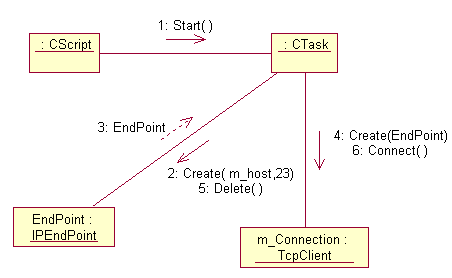 1: Start( )
: CScript
: CTask
3: EndPoint
2: Create( m_host,23)
5: Delete( )
4: Create(EndPoint)
6: Connect( )
EndPoint :
IPEndPoint
m_Connection :
TcpClient